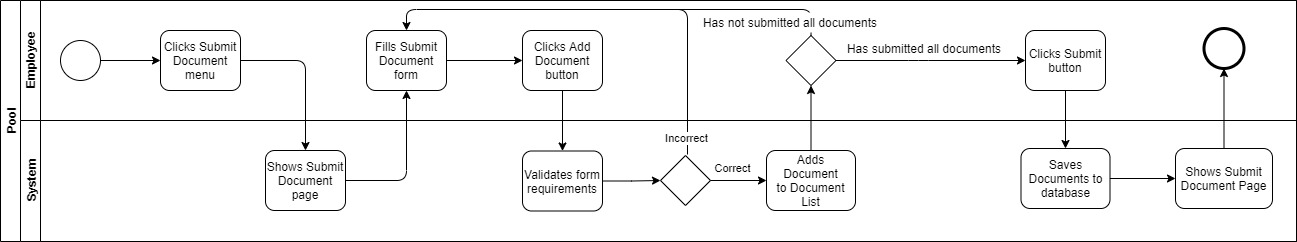 Pool
Employee
System
Clicks Submit
Document
menu
Shows Submit
Document
page
Fills Submit
Document
form
Clicks Add
Document
button
Validates form
requirements
Incorrect
Correct
Adds
Document
to Document
List
Has not submitted all documents
Has submitted all documents
Clicks Submit
button
Saves
Documents to
database
Shows Submit
Document Page